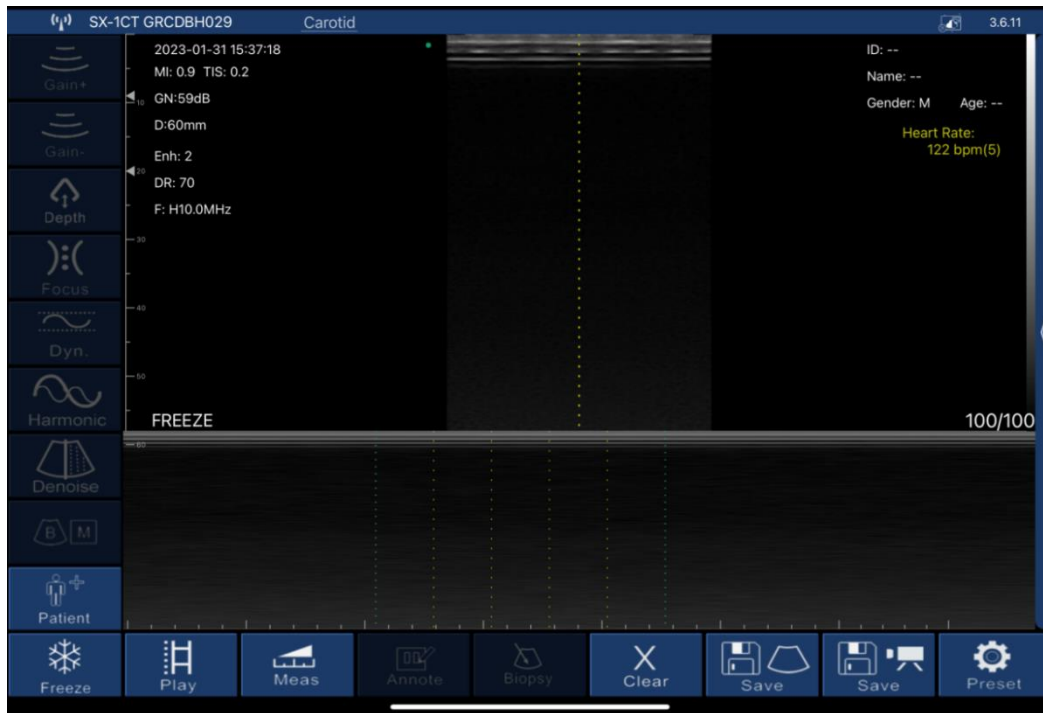 SX-1CT GRCDBH029 Carotid 3.6.11
2023-01-31 15:37:18
MI: 0.9 TIS: 0.2
GN:59dB
D:60mm
Enh: 2
DR: 70
F: H10.0MHz
ID: --
Name: --
Gender: M Age: --
Heart Rate:
122 bpm(5)
10
20
30
40
50
60
FREEZE 100/100
Gain+
Gain-
Depth
Focus
Dyn.
Harmonic
Denoise
B M
Patient
Freeze Play Meas Annote Biopsy Clear Save Save Preset